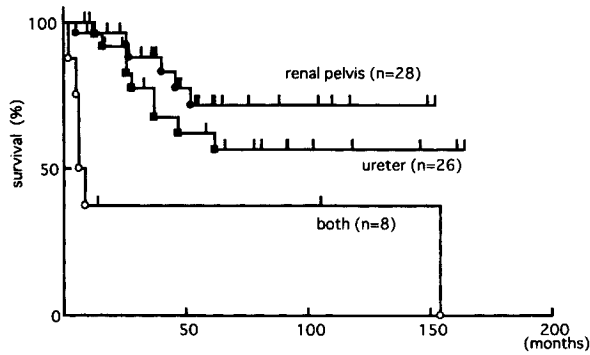 100
50
0
survival (%)
renal pelvis (n=28)
ureter (n=26)
both (n=8)
50
100
150
200
(months)